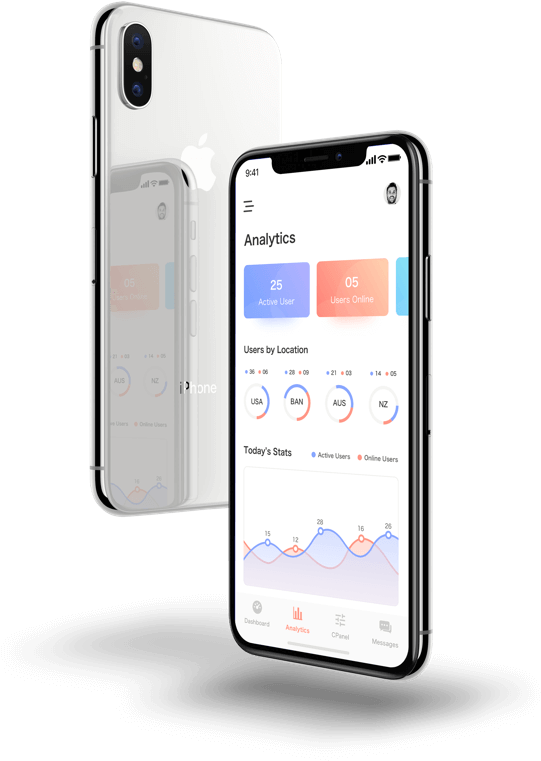 9:41
Analytics
25
Active User
05
Users Online
Users by Location
36 06
28 09
21 03
14 05
USA
BAN
AUS
NZ
Today's Stats
Active Users
Online Users
15
12
28
16
26
Dashboard
Analytics
CPanel
Messages
iPhone
AUS
NZ